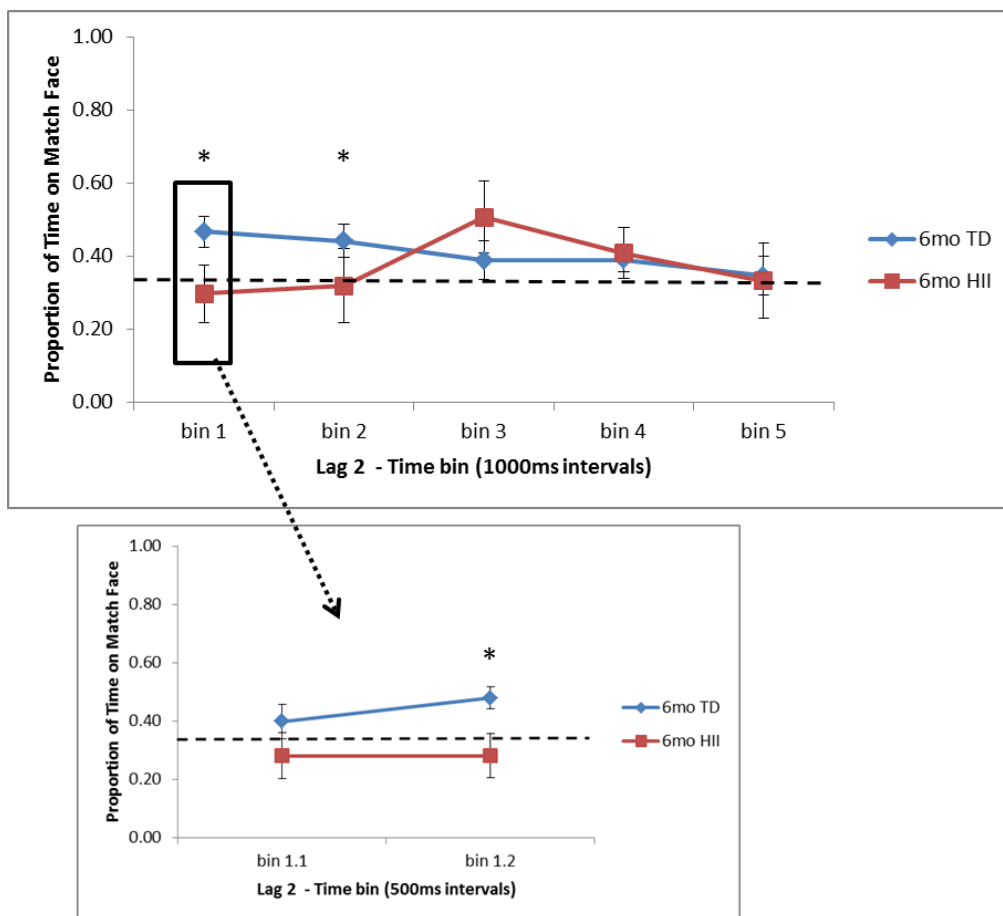 1.00
0.80
0.60
0.40
0.20
0.00
Proportion of Time on Match Face
*
*
6mo TD
6mo HII
bin 1 bin 2 bin 3 bin 4 bin 5
Lag 2 - Time bin (1000ms intervals)
1.00
0.80
0.60
0.40
0.20
0.00
Proportion of Time on Match Face
*
6mo TD
6mo HII
bin 1.1 bin 1.2
Lag 2 - Time bin (500ms intervals)